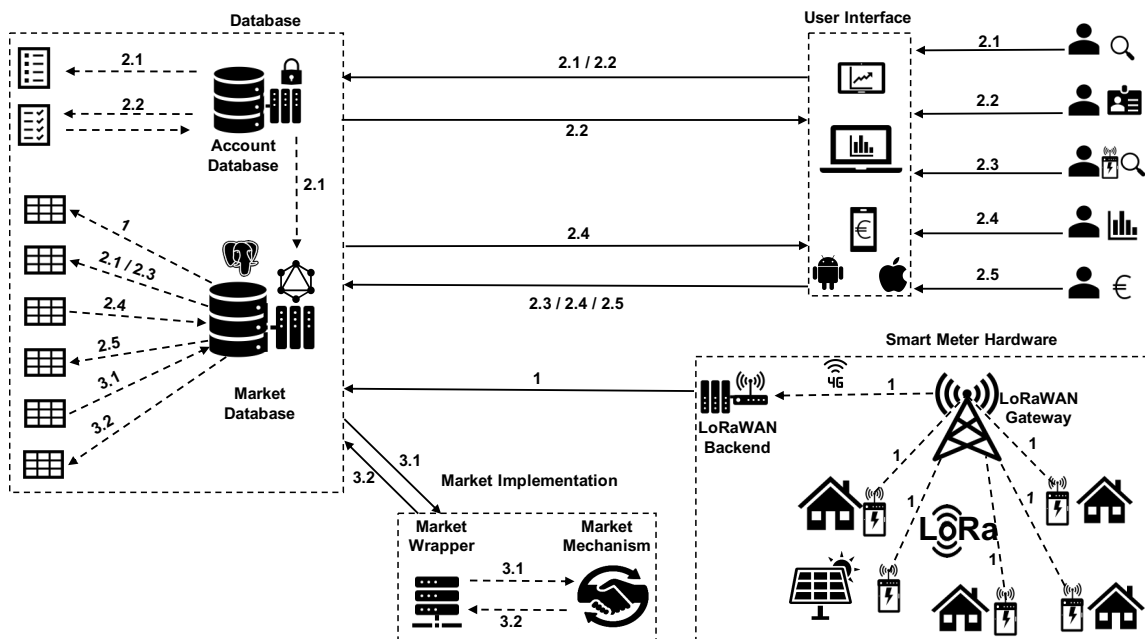 Database
User Interface
2.1
2.1 / 2.2
2.1
2.2
2.2
2.2
Account
Database
2.1
2.3
1
2.4
2.4
2.1 / 2.3
2.4
2.5
2.3 / 2.4 / 2.5
€
€
2.5
3.1
3.2
Market
Database
Smart Meter Hardware
1
4G
1
LoRaWAN
Gateway
LoRaWAN
Backend
1
1
1
1
1
LoRa
3.1
3.2
Market Implementation
Market
Wrapper
Market
Mechanism
3.1
3.2